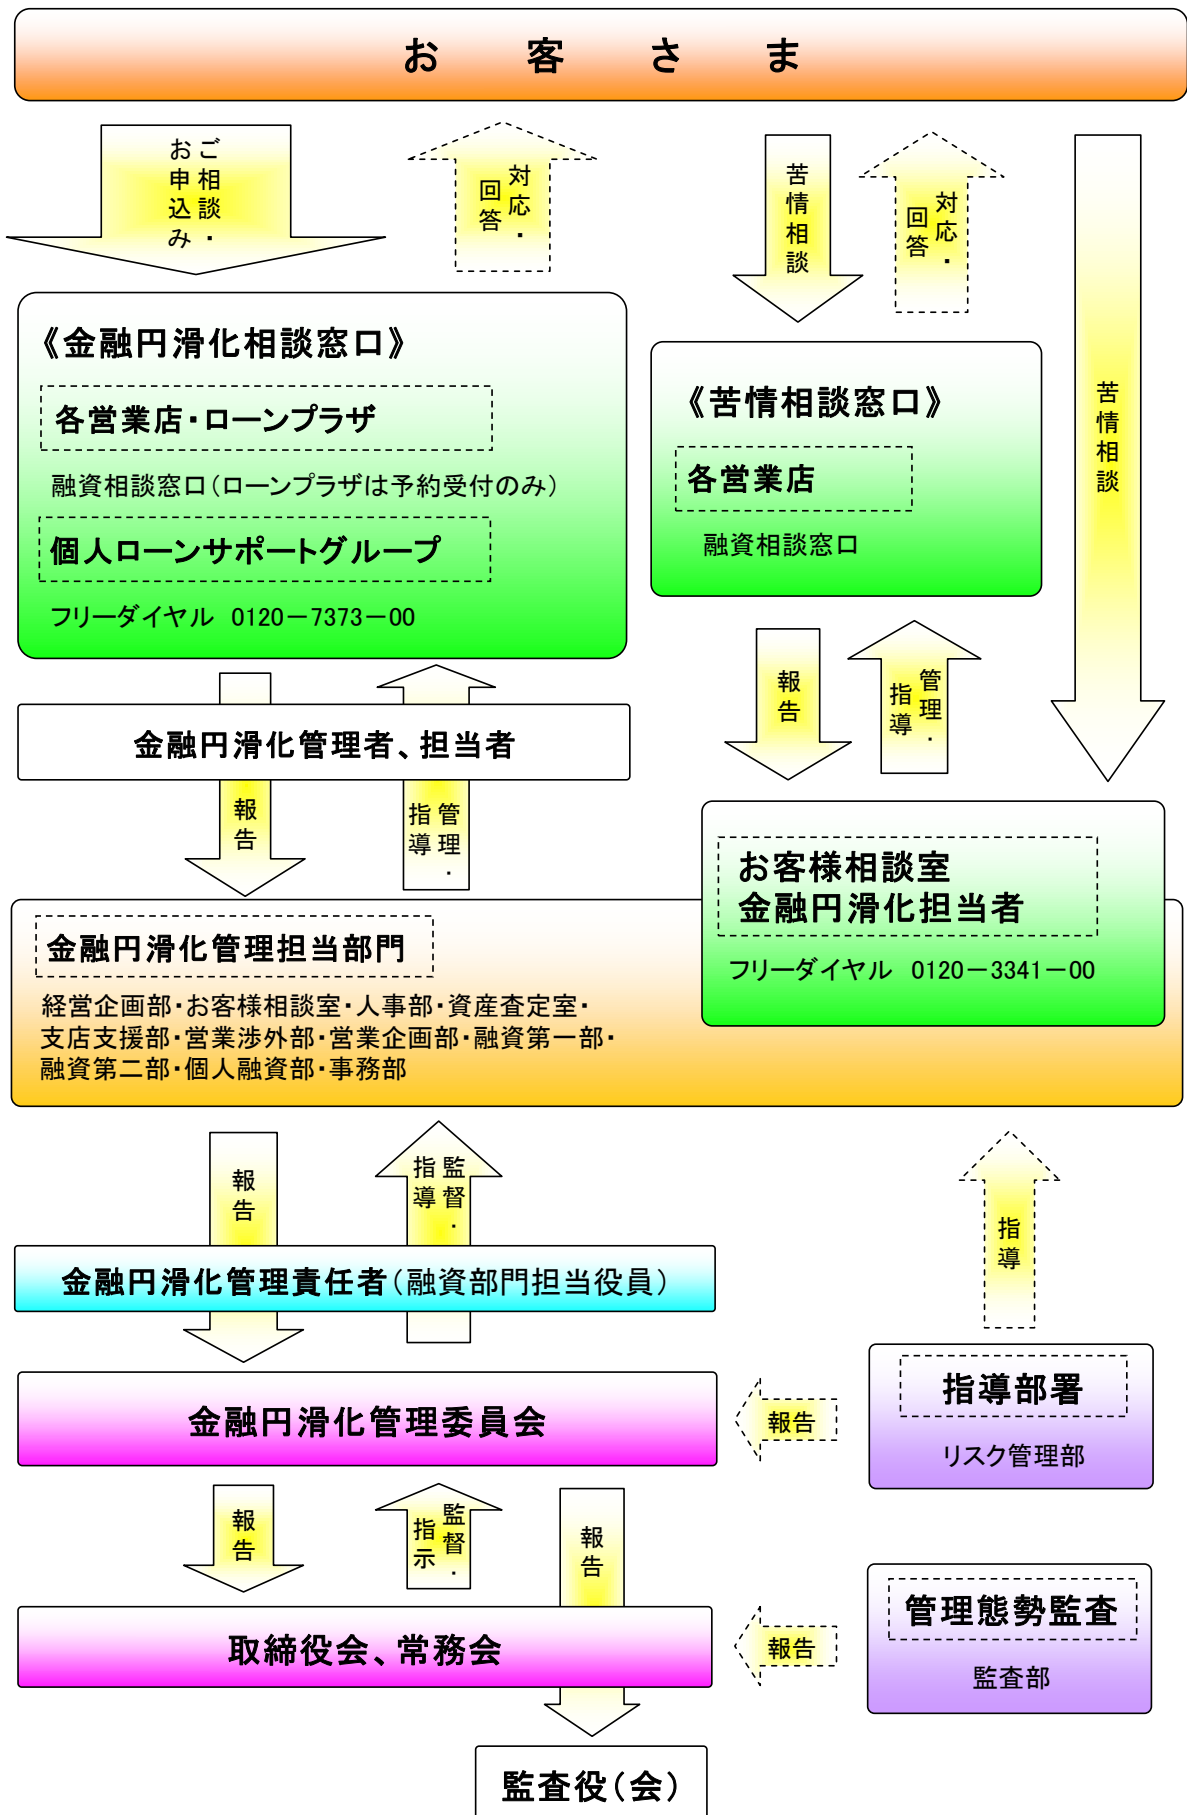 お客さま
ご相談・
お申込み
対応・
回答
苦情相談
対応・
回答
苦情相談
《金融円滑化相談窓口》
各営業店・ローンプラザ
融資相談窓口（ローンプラザは予約受付のみ）
個人ローンサポートグループ
フリーダイヤル 0120－7373－00
《苦情相談窓口》
各営業店
融資相談窓口
報告
管理・
指導
金融円滑化管理者、担当者
報告
管理・
指導
お客様相談室
金融円滑化担当者
フリーダイヤル 0120－3341－00
金融円滑化管理担当部門
経営企画部・お客様相談室・人事部・資産査定室・
支店支援部・営業渉外部・営業企画部・融資第一部・
融資第二部・個人融資部・事務部
報告
監督・
指導
指導
金融円滑化管理責任者（融資部門担当役員）
金融円滑化管理委員会
報告
指導部署
リスク管理部
報告
監督・
指示
報告
取締役会、常務会
報告
管理態勢監査
監査部
監査役（会）